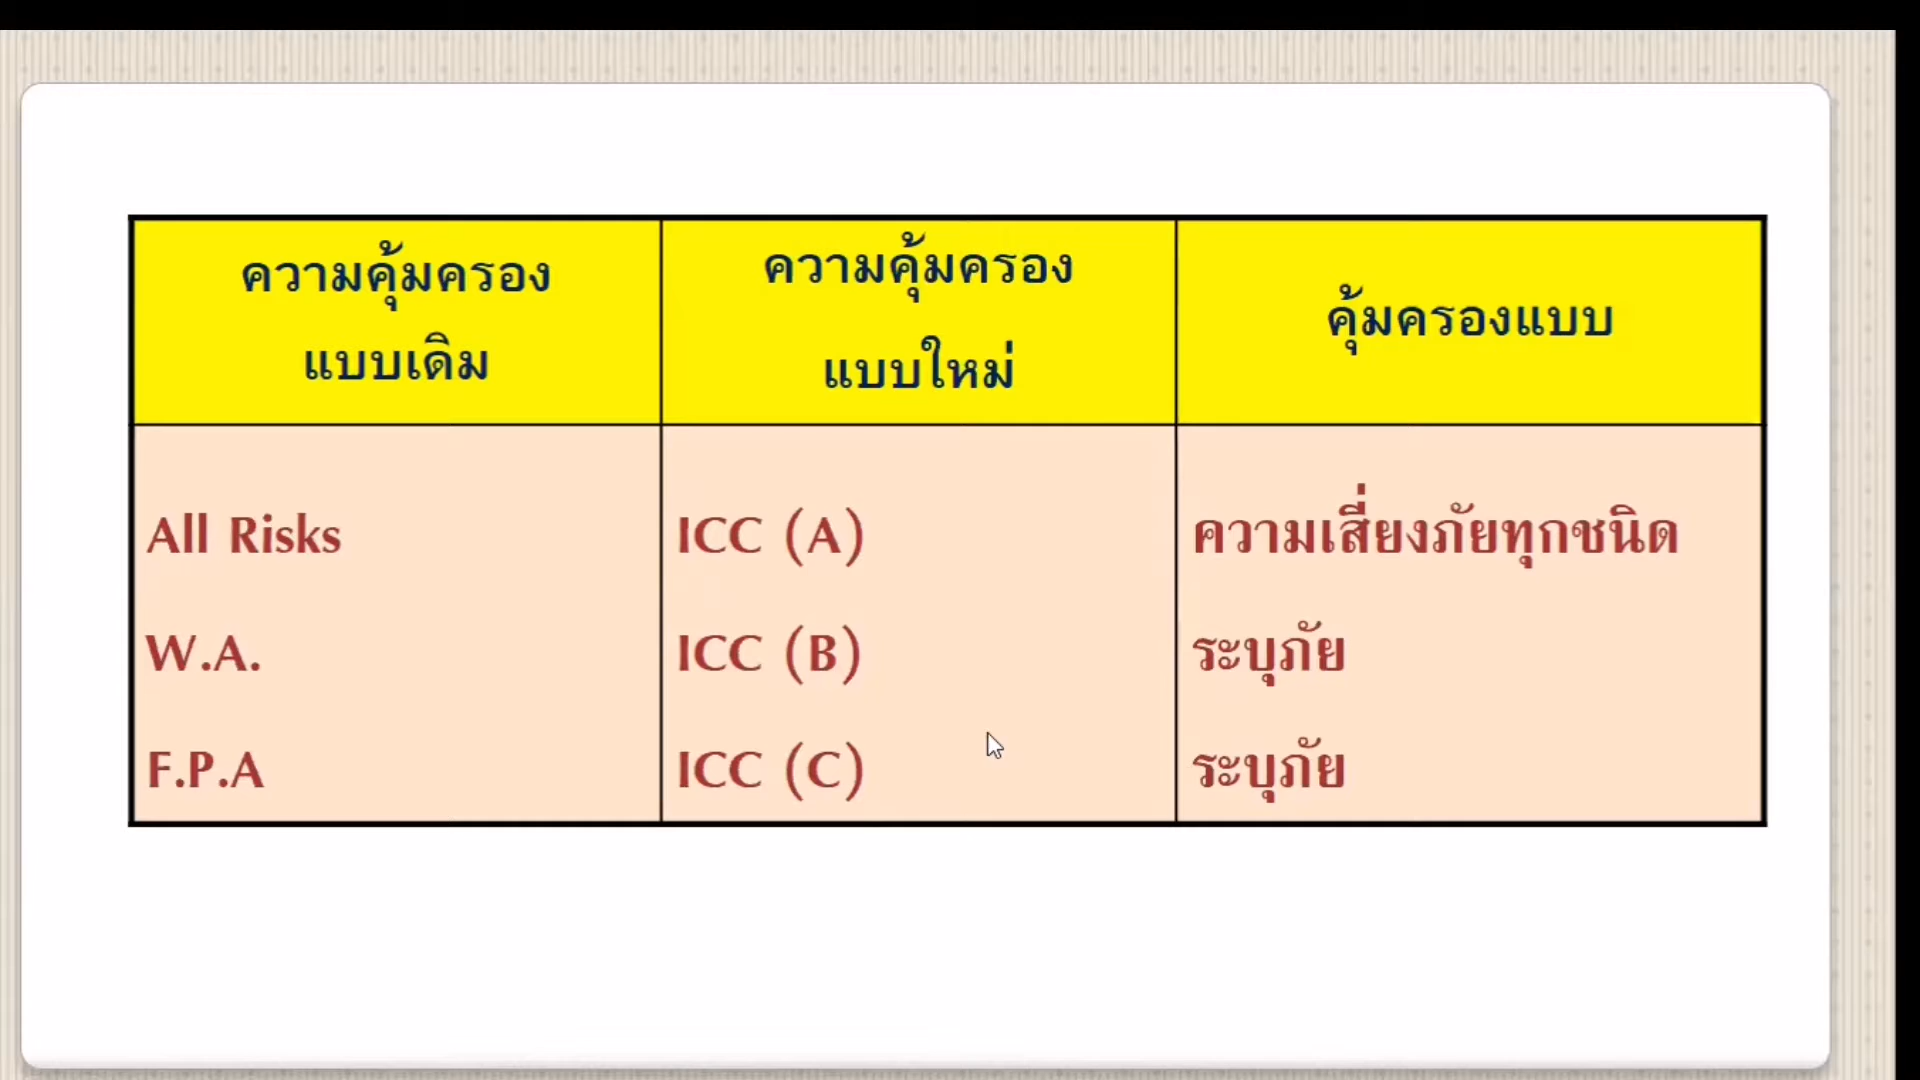 ความคุ้มครอง
แบบเดิม
ความคุ้มครอง
แบบใหม่
คุ้มครองแบบ
All Risks
ICC (A)
ความเสี่ยงภัยทุกชนิด
W.A.
ICC (B)
ระบุภัย
F.P.A
ICC (C)
ระบุภัย